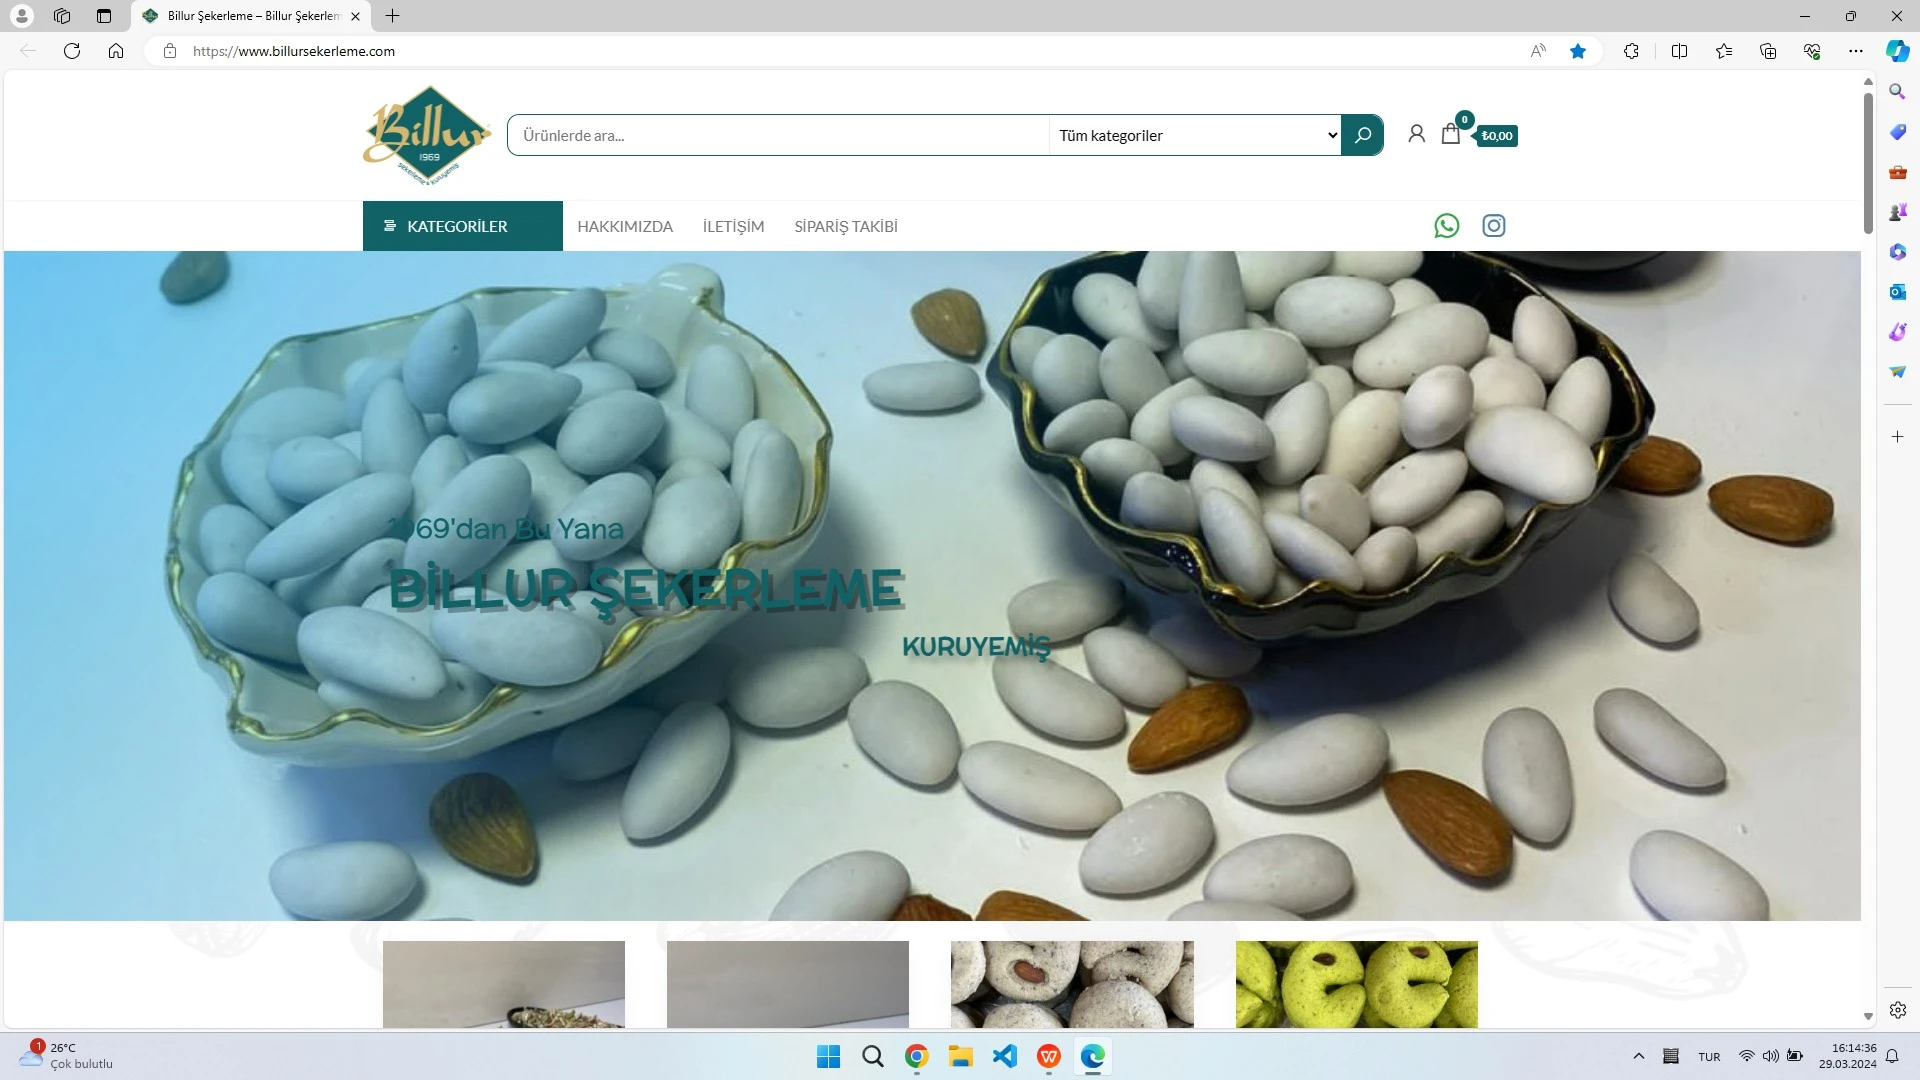 Billur Şekerleme – Billur Şekerlem
https://www.billursekerleme.com
Billur
1969
şekerleme & kuruyemiş
Ürünlerde ara...
Tüm kategoriler
0
₺0,00
KATEGORİLER
HAKKIMIZDA
İLETİŞİM
SİPARİŞ TAKİBİ
1969'dan Bu Yana
BİLLUR ŞEKERLEME
KURUYEMİŞ
1
26°C
Çok bulutlu
TUR
16:14:36
29.03.2024